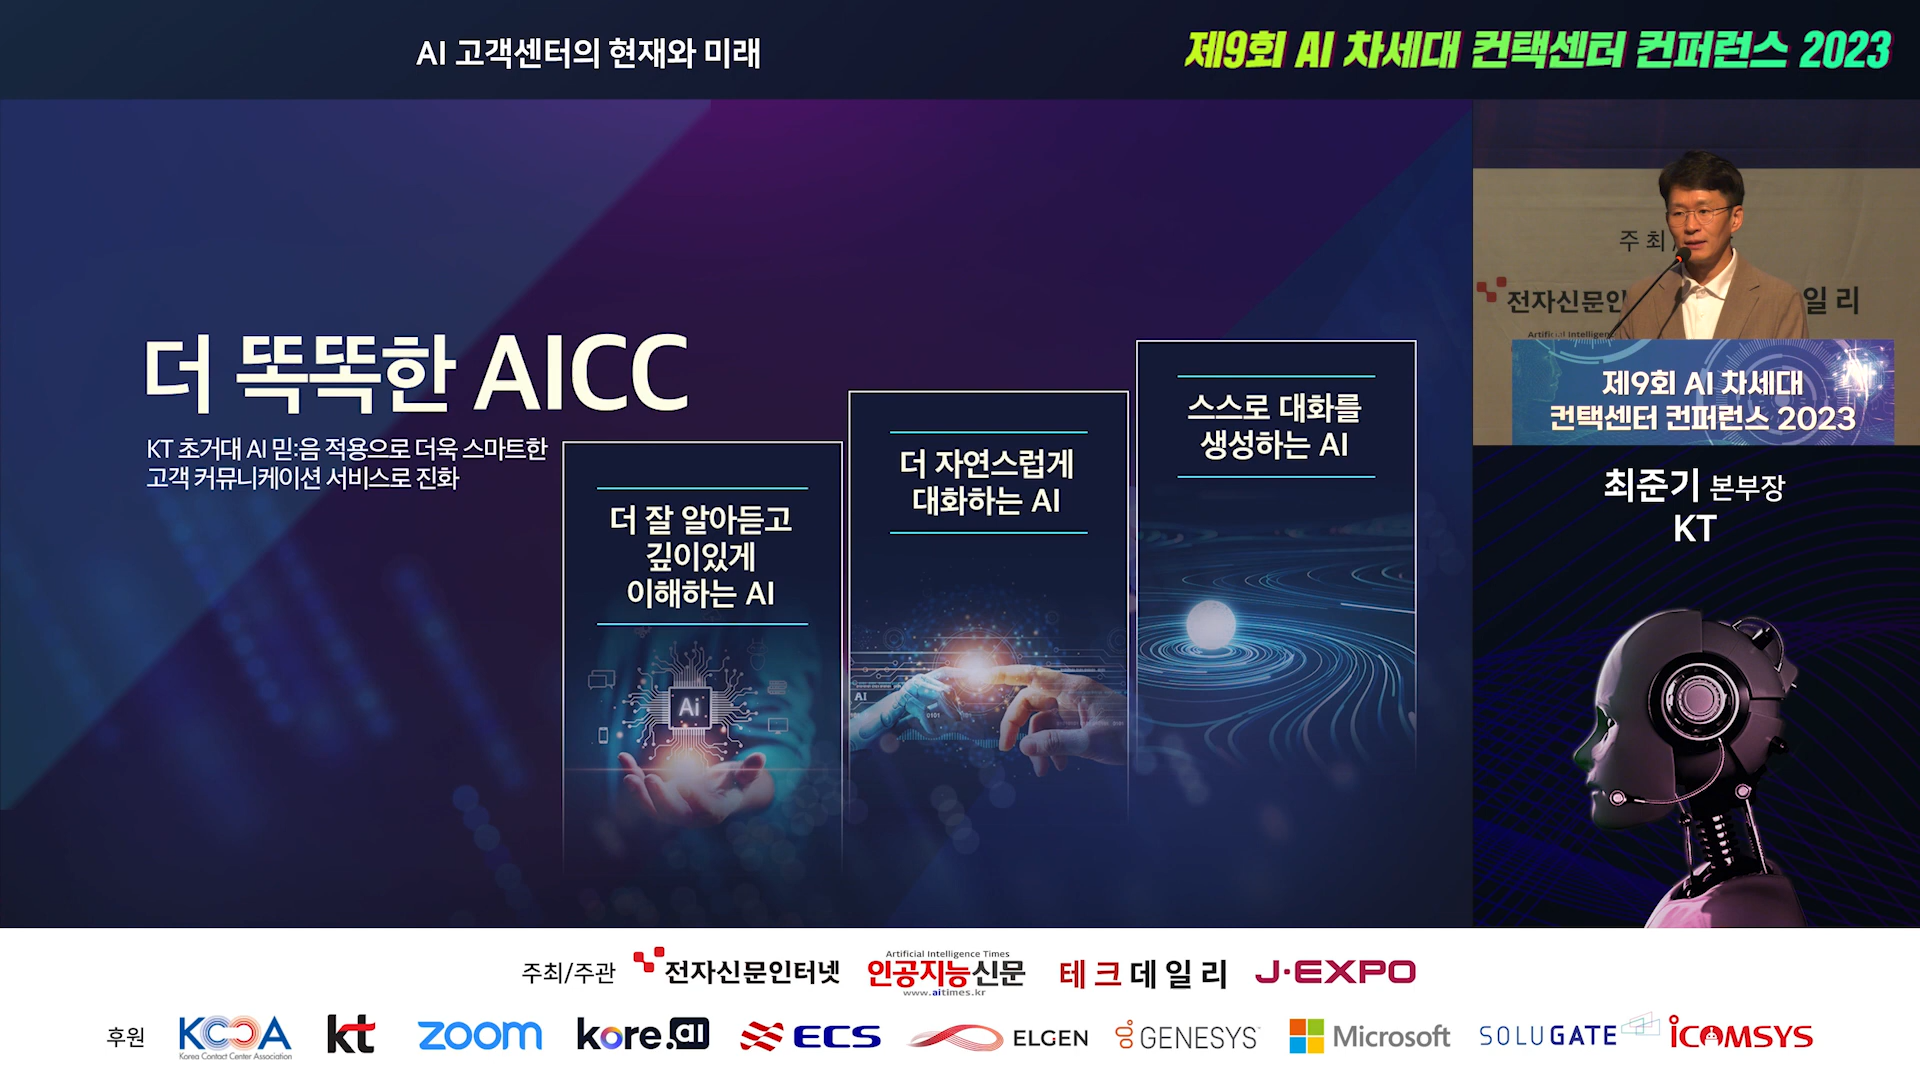 AI 고객센터의 현재와 미래
제9회 AI 차세대 컨택센터 컨퍼런스 2023
더 똑똑한 AICC
KT 초거대 AI 믿:음 적용으로 더욱 스마트한
고객 커뮤니케이션 서비스로 진화
더 잘 알아듣고
깊이있게
이해하는 AI
Ai
더 자연스럽게
대화하는 AI
AI
0101
스스로 대화를
생성하는 AI
주 최
전자신문인
일 리
Artificial Intelligence
제9회 AI 차세대
컨택센터 컨퍼런스 2023
최준기 본부장
KT
주최/주관
전자신문인터넷
Artificial Intelligence Times
인공지능신문
www.aitimes.kr
테크데일리
J·EXPO
후원
KCCA
Korea Contact Center Association
kt
zoom
kore.ai
ECS
ELGEN
GENESYS
Microsoft
SOLUGATE
iCOMSYS